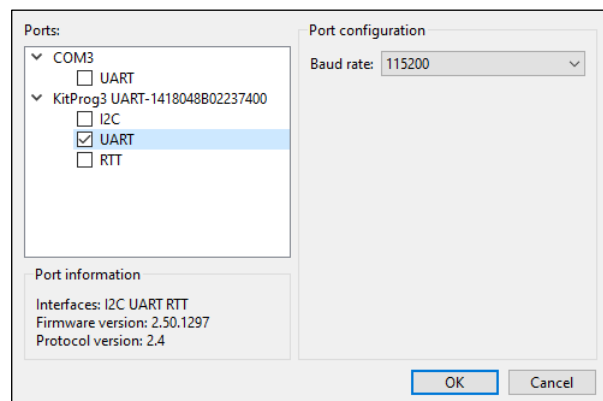 Ports:
COM3
UART
KitProg3 UART-1418048B02237400
I2C
UART
RTT
Port information
Interfaces: I2C UART RTT
Firmware version: 2.50.1297
Protocol version: 2.4
Port configuration
Baud rate: 115200
OK Cancel